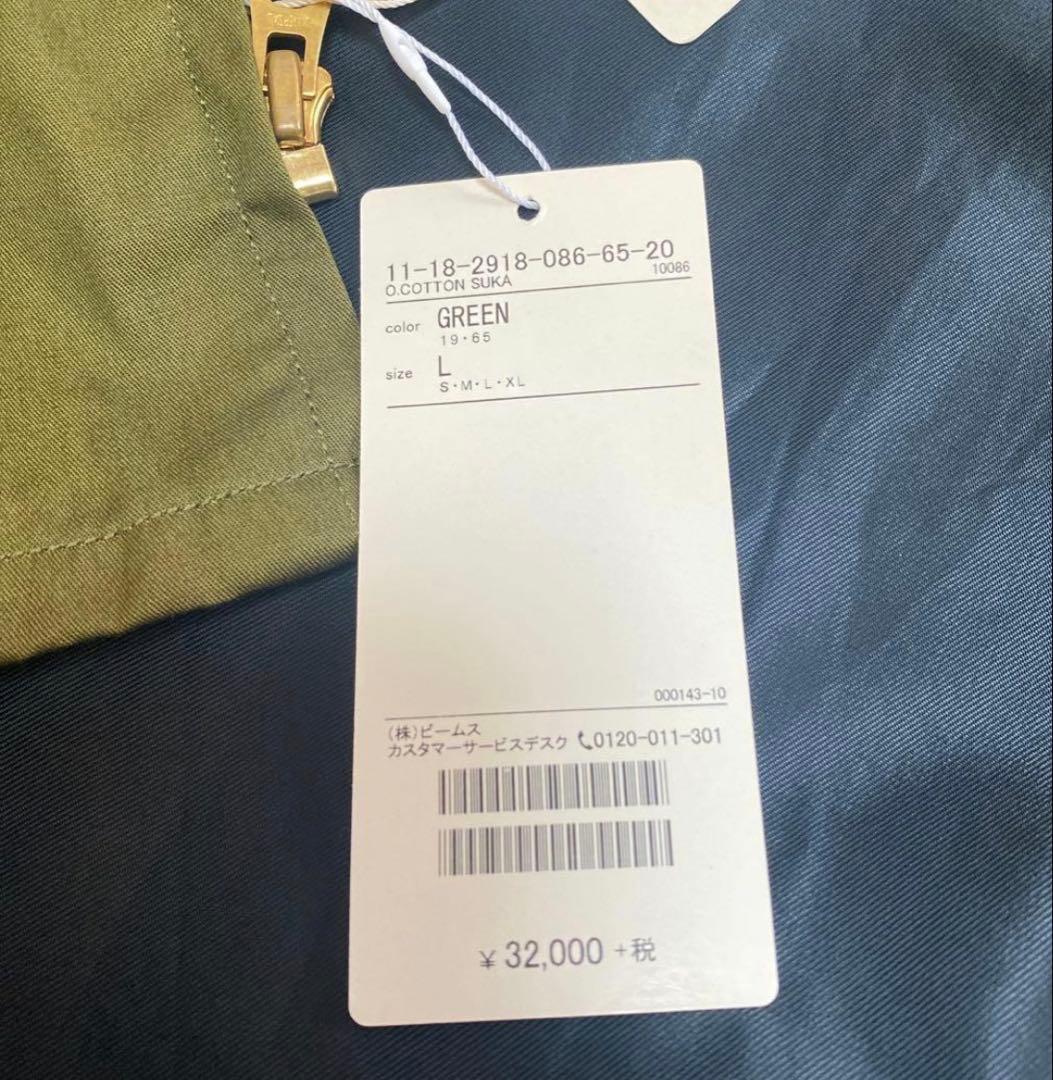 11-18-2918-086-65-20
O.COTTON SUKA 10086
color GREEN
19・65
size L
S・M・L・XL
000143-10
(株)ビームス
カスタマーサービスデスク 0120-011-301
¥ 32,000 +税